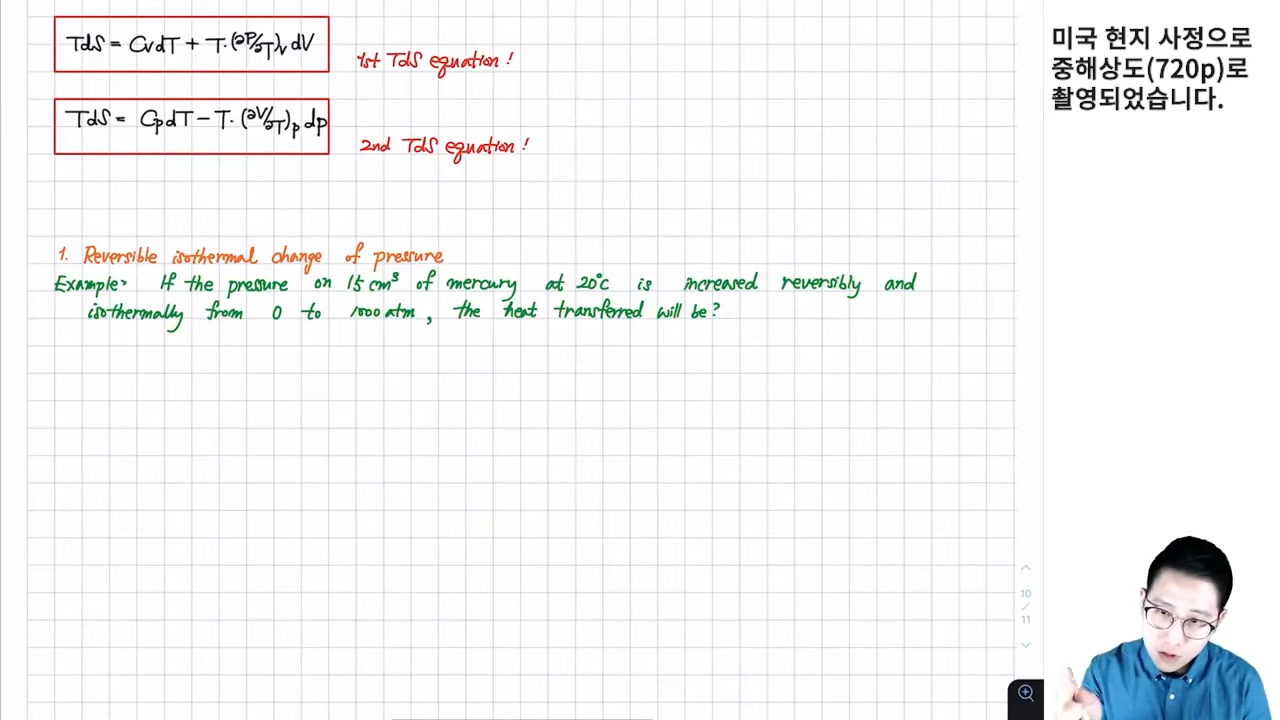 TdS = CvdT + T·(∂P/∂T)v dV
1st TdS equation!
TdS = CpdT - T·(∂V/∂T)p dp
2nd TdS equation!
1. Reversible isothermal change of pressure
Example> If the pressure on 15 cm³ of mercury at 20°C is increased reversibly and
isothermally from 0 to 1000 atm, the heat transferred will be?
미국 현지 사정으로
중해상도(720p)로
촬영되었습니다.
10
/
11